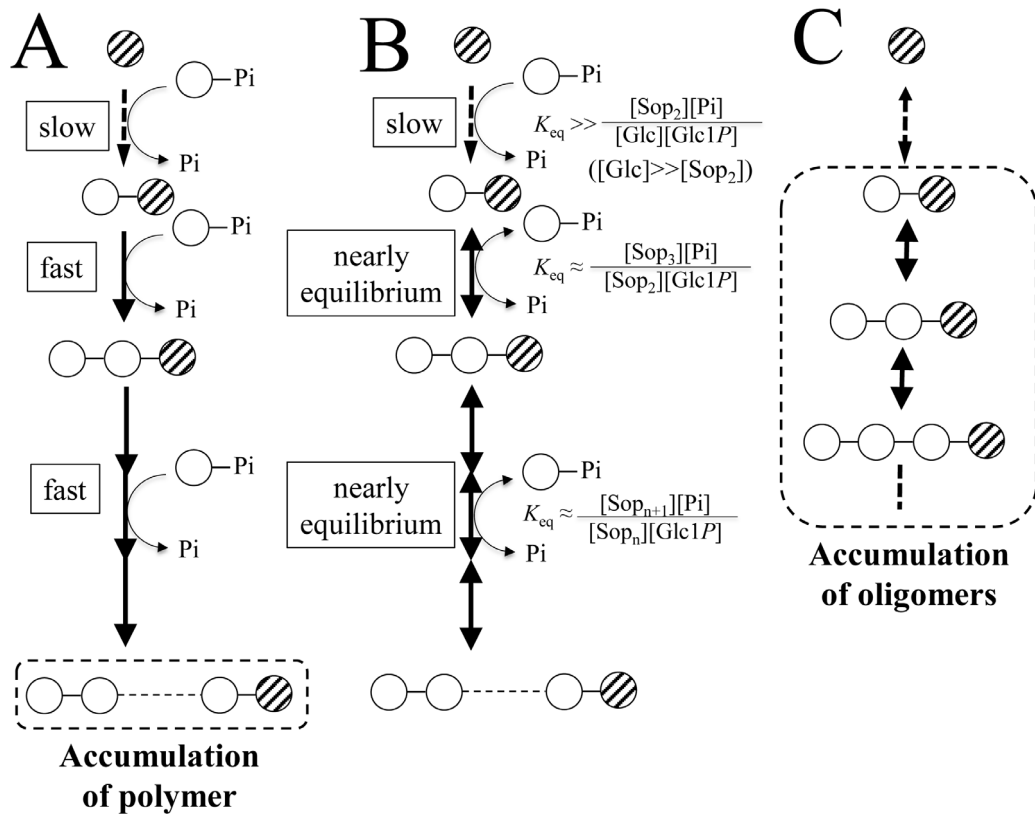 A
Pi
slow
Pi
Pi
fast
Pi
fast
Pi
Pi
Accumulation
of polymer
B
Pi
slow
Pi
Keq >> [Sop2][Pi]
[Glc][Glc1P]
([Glc]>>[Sop2])
nearly
equilibrium
Pi
Pi
Keq ≈ [Sop3][Pi]
[Sop2][Glc1P]
nearly
equilibrium
Pi
Pi
Keq ≈ [Sopn+1][Pi]
[Sopn][Glc1P]
C
Accumulation
of oligomers